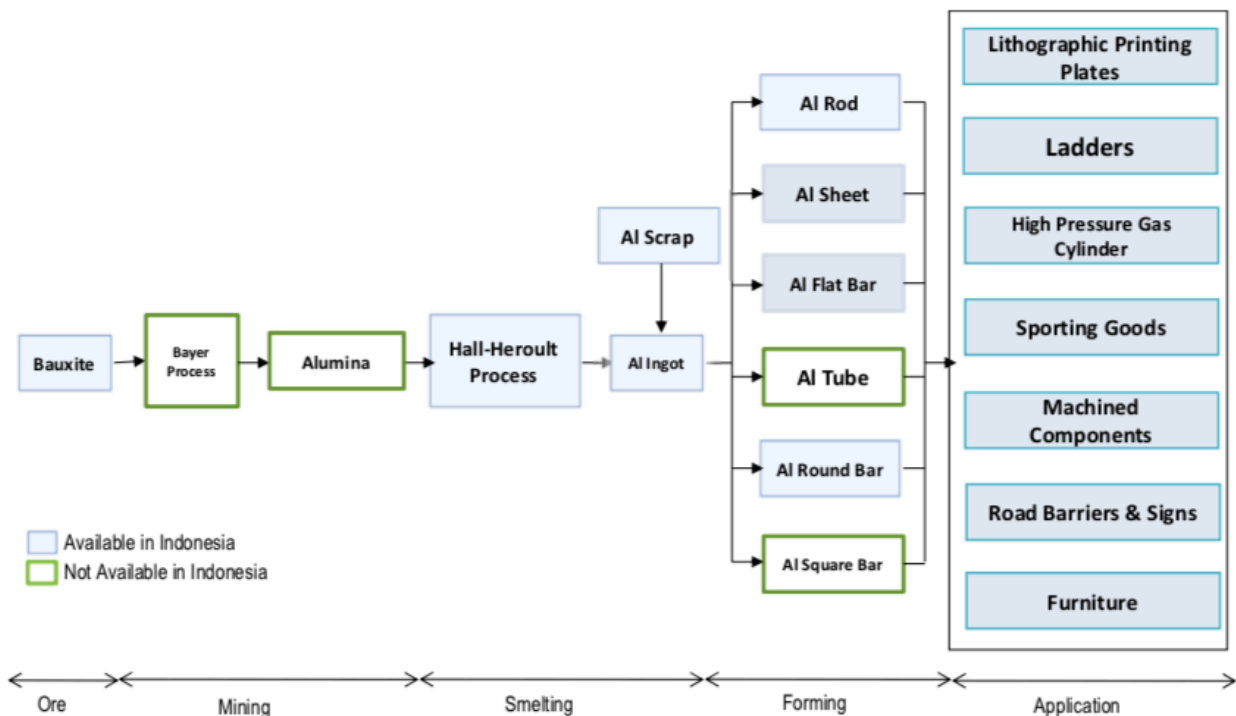 Lithographic Printing
Plates
Al Rod
Ladders
Al Sheet
Al Scrap
High Pressure Gas
Cylinder
Al Flat Bar
Sporting Goods
Bauxite
Bayer
Process
Alumina
Hall-Heroult
Process
Al Ingot
Al Tube
Machined
Components
Al Round Bar
Road Barriers & Signs
Available in Indonesia
Not Available in Indonesia
Al Square Bar
Furniture
Ore
Mining
Smelting
Forming
Application